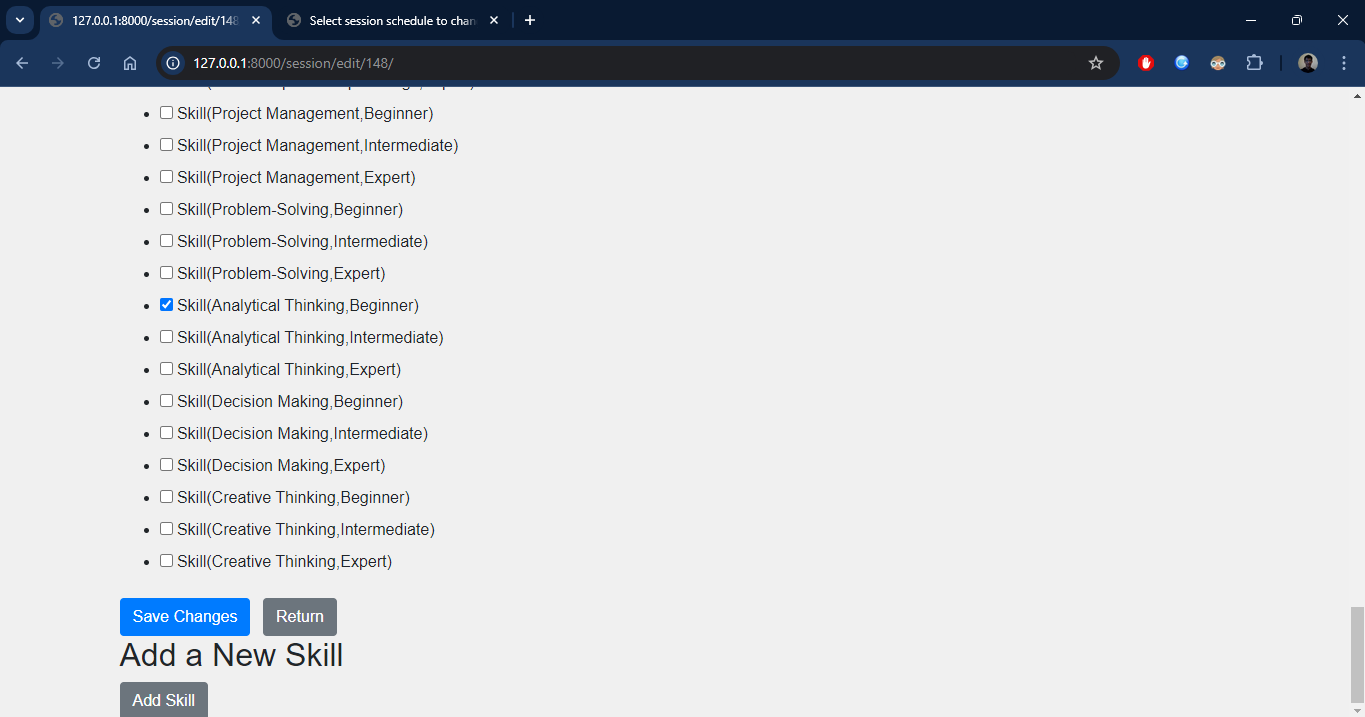 127.0.0.1:8000/session/edit/148
Select session schedule to chan
127.0.0.1:8000/session/edit/148/
Skill(Project Management,Beginner)
Skill(Project Management,Intermediate)
Skill(Project Management,Expert)
Skill(Problem-Solving,Beginner)
Skill(Problem-Solving,Intermediate)
Skill(Problem-Solving,Expert)
Skill(Analytical Thinking,Beginner)
Skill(Analytical Thinking,Intermediate)
Skill(Analytical Thinking,Expert)
Skill(Decision Making,Beginner)
Skill(Decision Making,Intermediate)
Skill(Decision Making,Expert)
Skill(Creative Thinking,Beginner)
Skill(Creative Thinking,Intermediate)
Skill(Creative Thinking,Expert)
Save Changes Return
Add a New Skill
Add Skill